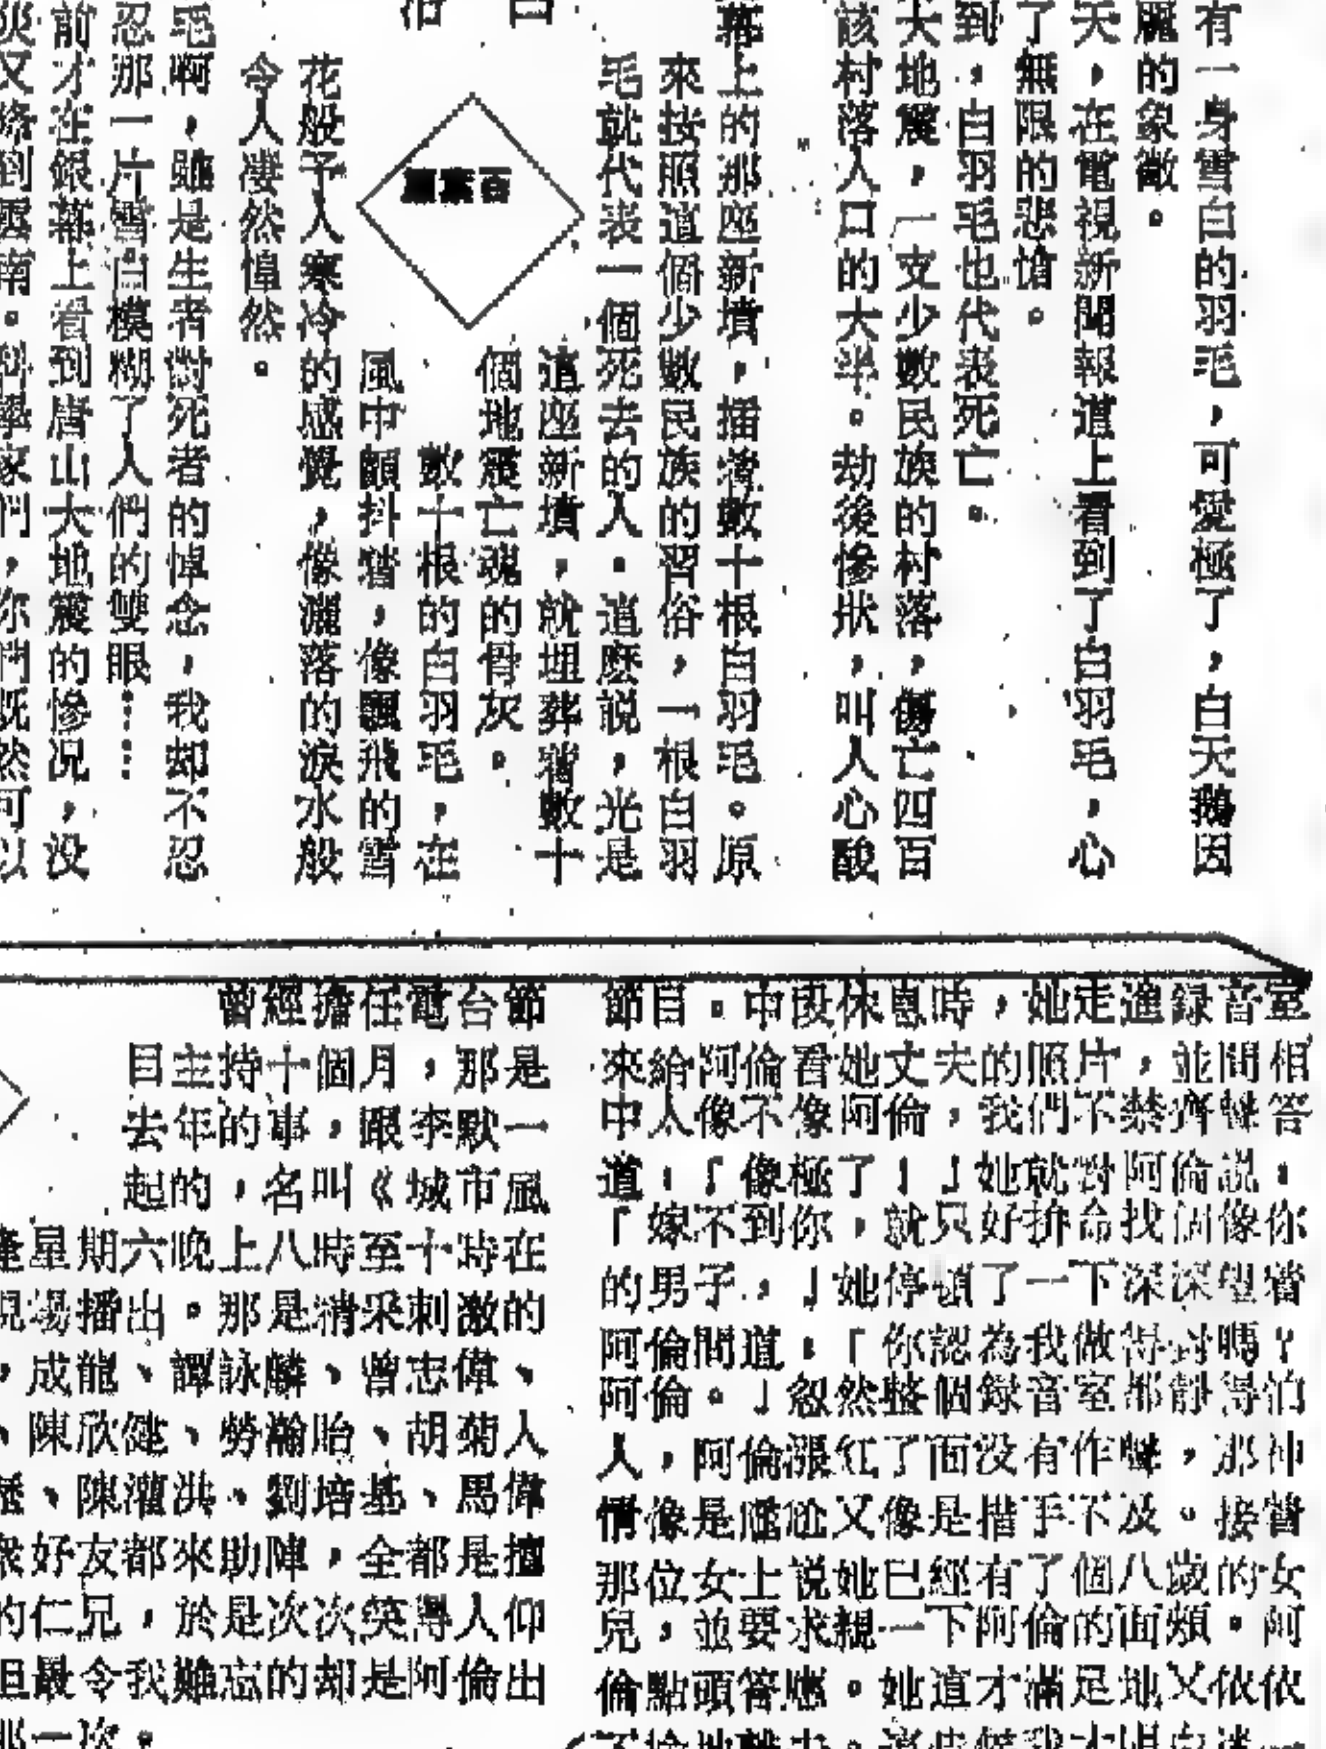 有一身雪白的羽毛，可愛極了，白天鵝因
麗的象徵。
天，在電視新聞報道上看到了白羽毛，心
了無限的悲愴。
到，白羽毛也代表死亡。
大地震，一支少數民族的村落，傷亡四百
該村落人口的大半。劫後慘狀，叫人心酸
幕上的那座新墳，插着數十根白羽毛。原
來按照這個少數民族的習俗，一根白羽
毛就代表一個死去的人。這麽説，光是
這座新墳，就埋葬着數十
個地震亡魂的骨灰。
數十根的白羽毛，在
風中顫抖着，像飄飛的雪
花般予人寒冷的感覺，像灑落的淚水般
令人凄然惶然。
毛啊，雖是生者對死者的悼念，我却不忍
忍那一片雪白模糊了人們的雙眼……
前才在銀幕上看到唐山大地震的慘况，没
災又降到雲南。科學家們，你們既然可以
節目。中段休息時，她走進録音室
來給阿倫看她丈夫的照片，並問相
中人像不像阿倫，我們不禁齊聲答
道：「像極了！」她就對阿倫説：
「嫁不到你，就只好拚命找個像你
的男子。」她停頓了一下深深望着
阿倫問道：「你認為我做得對嗎？
阿倫。」忽然整個録音室都靜得怕
人，阿倫漲紅了面没有作聲，那神
情像是尷尬又像是措手不及。接着
那位女士説她已經有了個八歲的女
兒，並要求親一下阿倫的面頰。阿
倫點頭答應。她這才滿足地又依依
曾經擔任電台節
目主持十個月，那是
去年的事，跟李默一
起的，名叫《城市風
逢星期六晚上八時至十時在
現場播出。那是精采刺激的
，成龍、譚詠麟、曾志偉、
、陳欣健、勞瀚貽、胡菊人
、陳灌洪、劉培基、馬偉
衆好友都來助陣，全都是擅
的仁兄，於是次次笑得人仰
但最令我難忘的却是阿倫出
那一次。